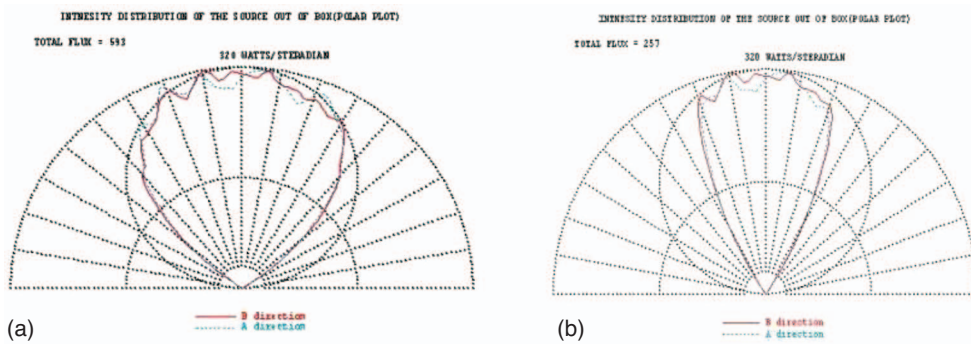 INTNESITY DISTRIBUTION OF THE SOURCE OUT OF BOX(POLAR PLOT)
TOTAL FLUX = 593
320 WATTS/STERADIAN
B direction
A direction
(a)
INTNESITY DISTRIBUTION OF THE SOURCE OUT OF BOX(POLAR PLOT)
TOTAL FLUX = 257
320 WATTS/STERADIAN
B direction
A direction
(b)